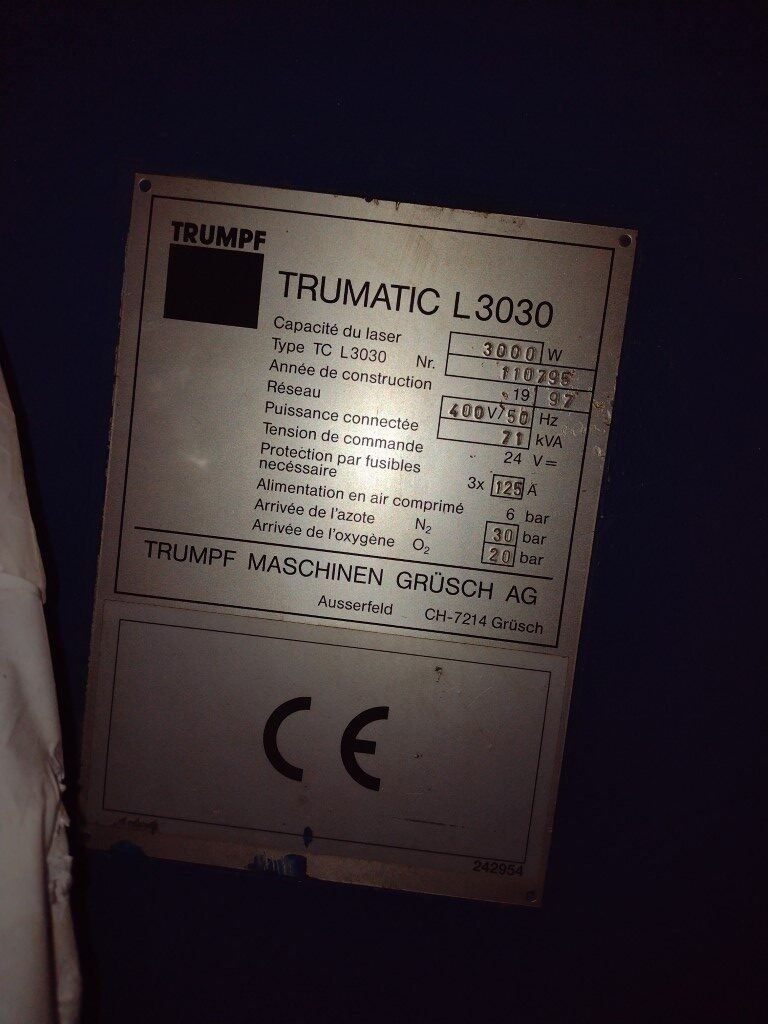 TRUMPF
TRUMATIC L3030
Capacité du laser 3000 W
Type TC L3030 Nr. 110796
Année de construction 19 97
Réseau 400V/50 Hz
Puissance connectée 71 kVA
Tension de commande 24 V=
Protection par fusibles
necéssaire 3x 125 A
Alimentation en air comprimé 6 bar
Arrivée de l'azote N2 30 bar
Arrivée de l'oxygène O2 20 bar
TRUMPF MASCHINEN GRÜSCH AG
Ausserfeld CH-7214 Grüsch
CE
242954